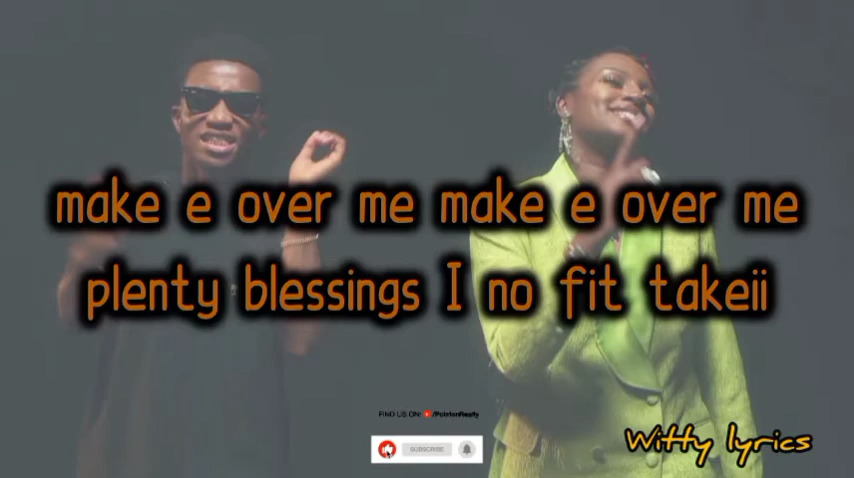 make e over me make e over me
plenty blessings I no fit takeii
FIND US ON: /PointonRealty
SUBSCRIBE
Witty lyrics